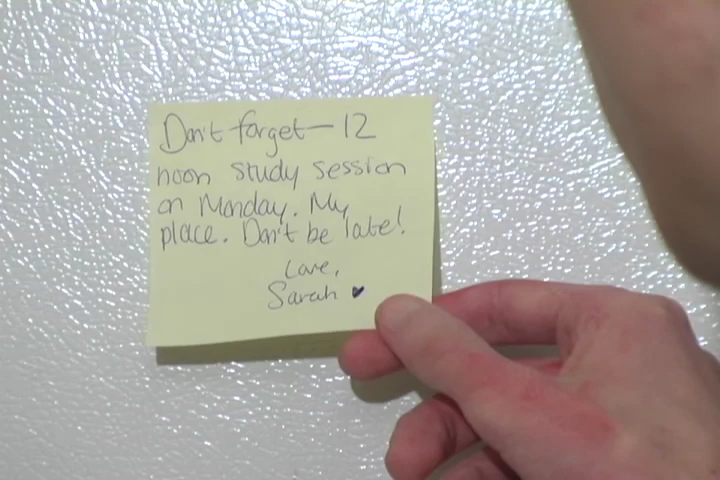 Don't forget—12
noon study session
on Monday. My
place. Don't be late!
Love,
Sarah ♥